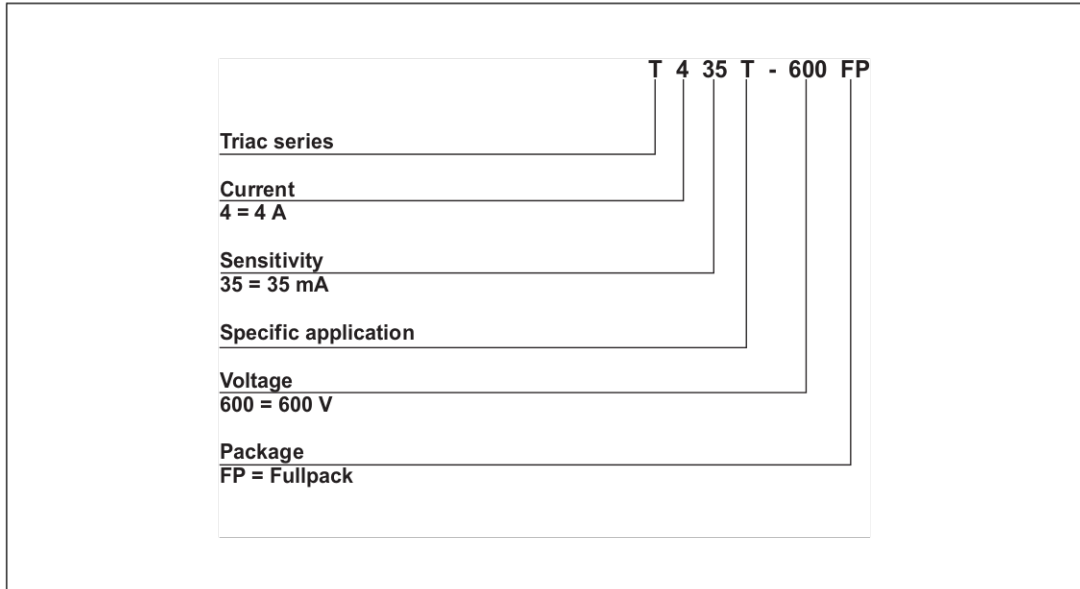 T 4 35 T - 600 FP
Triac series
Current
4 = 4 A
Sensitivity
35 = 35 mA
Specific application
Voltage
600 = 600 V
Package
FP = Fullpack